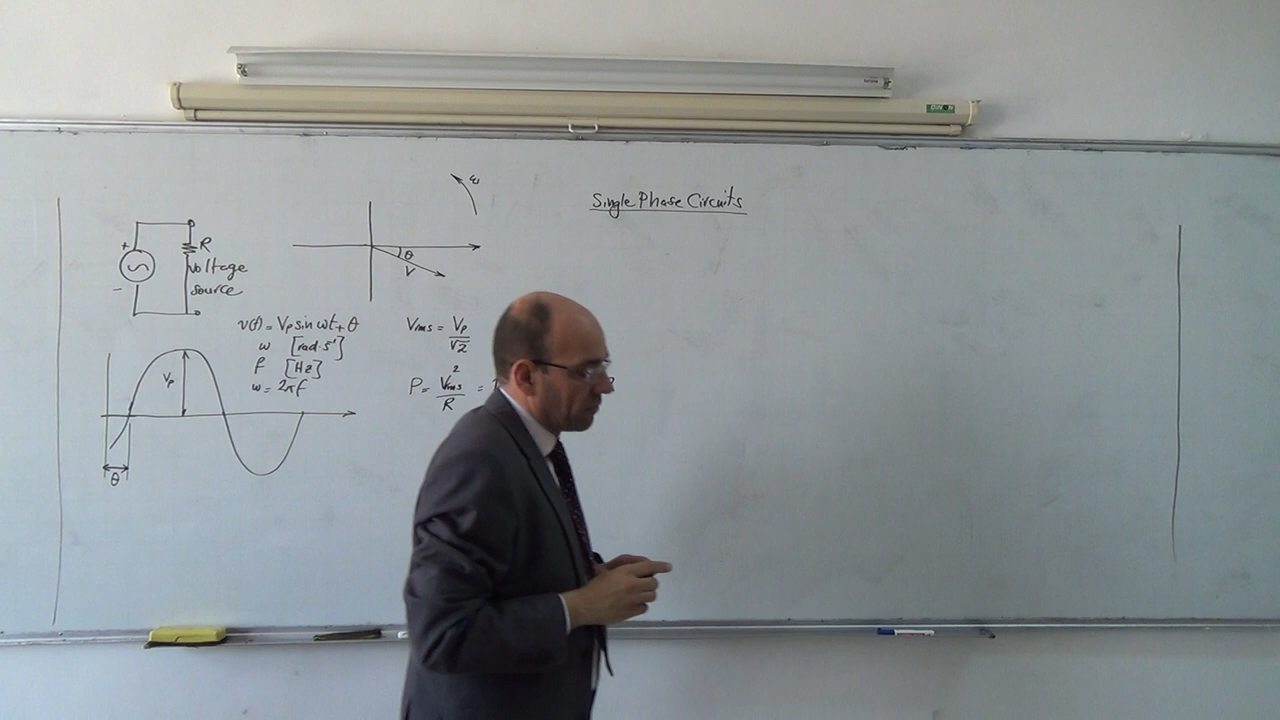 Single Phase Circuits
ω
+
R
voltage
source
-
θ
V
v(t) = Vp sin ωt + θ
ω [rad·s⁻¹]
f [Hz]
ω = 2πf
Vrms = Vp/√2
P = Vrms²/R =
Vp
θ